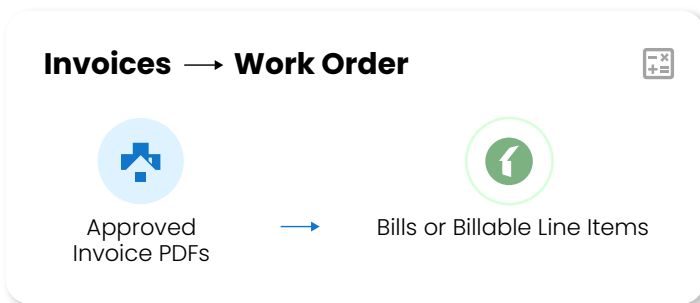 Invoices → Work Order
Approved
Invoice PDFs
→
Bills or Billable Line Items